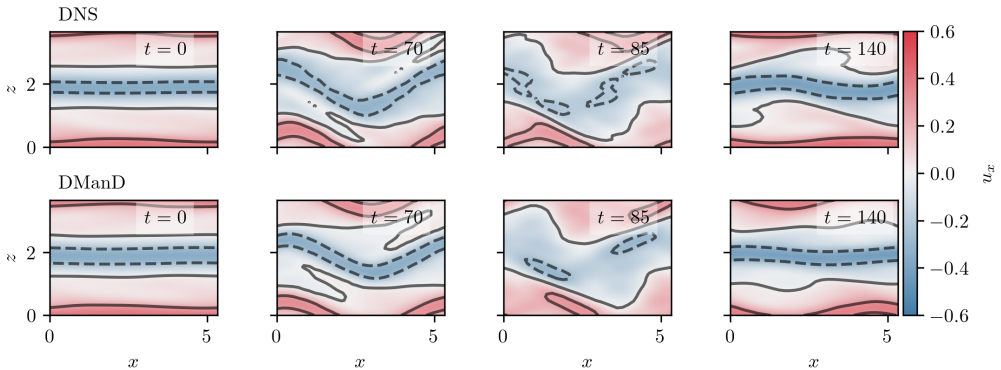 DNS
t = 0
t = 70
t = 85
t = 140
z
2
0
DManD
t = 0
t = 70
t = 85
t = 140
z
2
0
0 5
0 5
0 5
0 5
x
x
x
x
0.6
0.4
0.2
0.0
−0.2
−0.4
−0.6
u_x